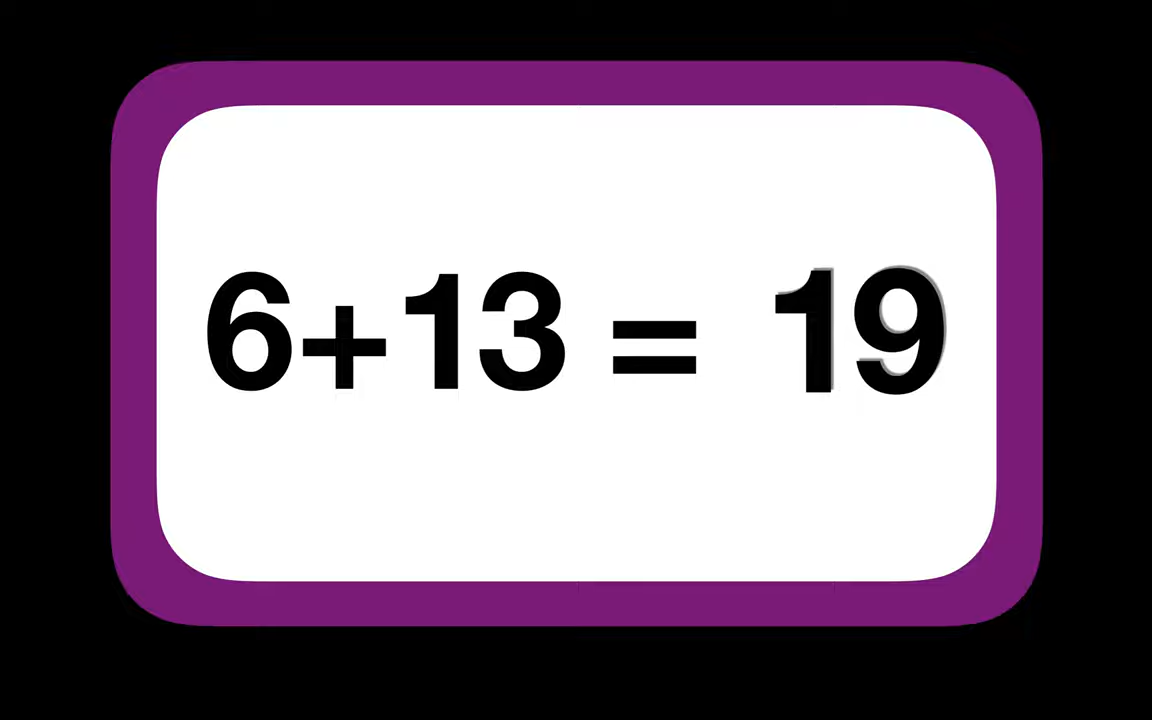 6+13 = 19